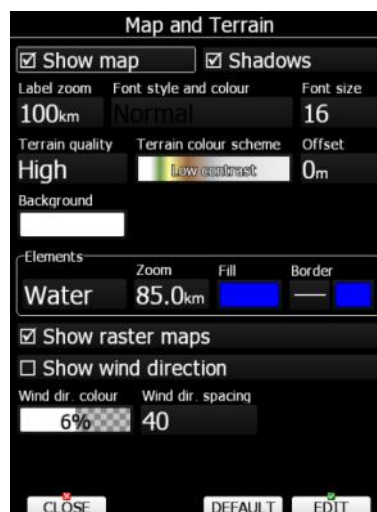 Map and Terrain
Show map Shadows
Label zoom Font style and colour Font size
100km Normal 16
Terrain quality Terrain colour scheme Offset
High Low contrast 0m
Background
Elements
Zoom Fill Border
Water 85.0km
Show raster maps
Show wind direction
Wind dir. colour Wind dir. spacing
6% 40
CLOSE DEFAULT EDIT